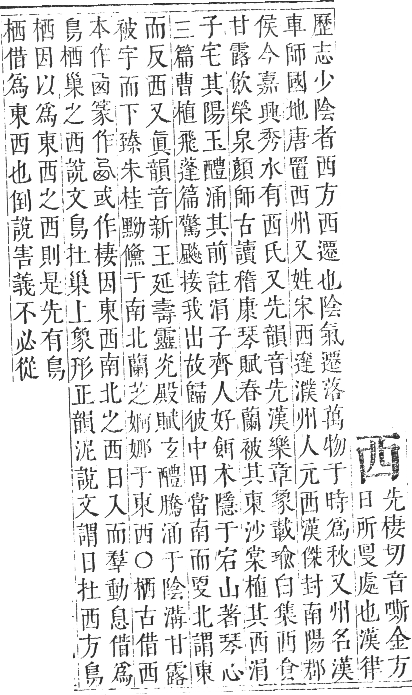 西
先棲切音嘶金方
日所旻處也漢律
歷志少陰者西方西遷也陰氣遷落萬物于時為秋又州名漢
車師國地唐置西州又姓宋西𨗇濮州人元西漢傑封南陽郡
侯今嘉興秀水有西氏又先韻音先漢樂章象載瑜白集西食
甘露飲榮泉顏師古讀稽康琴賦春蘭被其東沙棠植其西涓
子宅其陽玉醴涌其前註涓子齊人好餌朮隱于宕山著琴心
三篇曹植飛蓬篇驚飈接我出故歸彼中田當南而更北謂東
而反西又真韻音新王延壽靈光殿賦玄醴騰涌于陰溝甘露
被宇而下臻朱桂黝儵于南北蘭芝婀娜于東西〇栖古借西
本作㢴篆作㢴或作棲因東西南北之西日入而羣動息借為
鳥栖巢之西說文鳥在巢上象形正韻泥說文謂日在西方鳥
栖因以為東西之西則是先有鳥
栖借為東西也倒說害義不必從